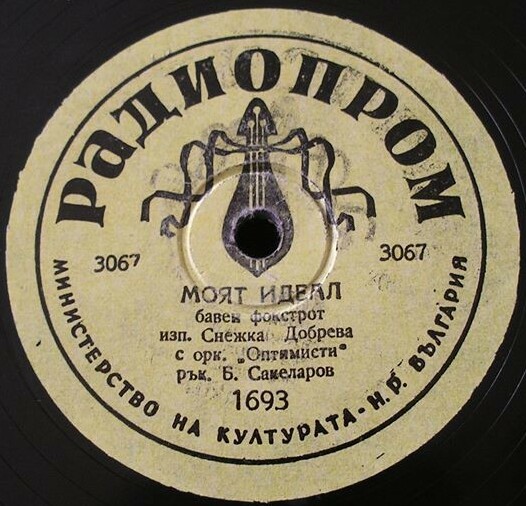 РАДИОПРОМ
3067
3067
МОЯТ ИДЕАЛ
бавен фокстрот
изп. Снежка Добрева
с орк. „Оптимисти“
рък. Б. Сакеларов
1693
МИНИСТЕРСТВО НА КУЛТУРАТА - Н. Р. БЪЛГАРИЯ